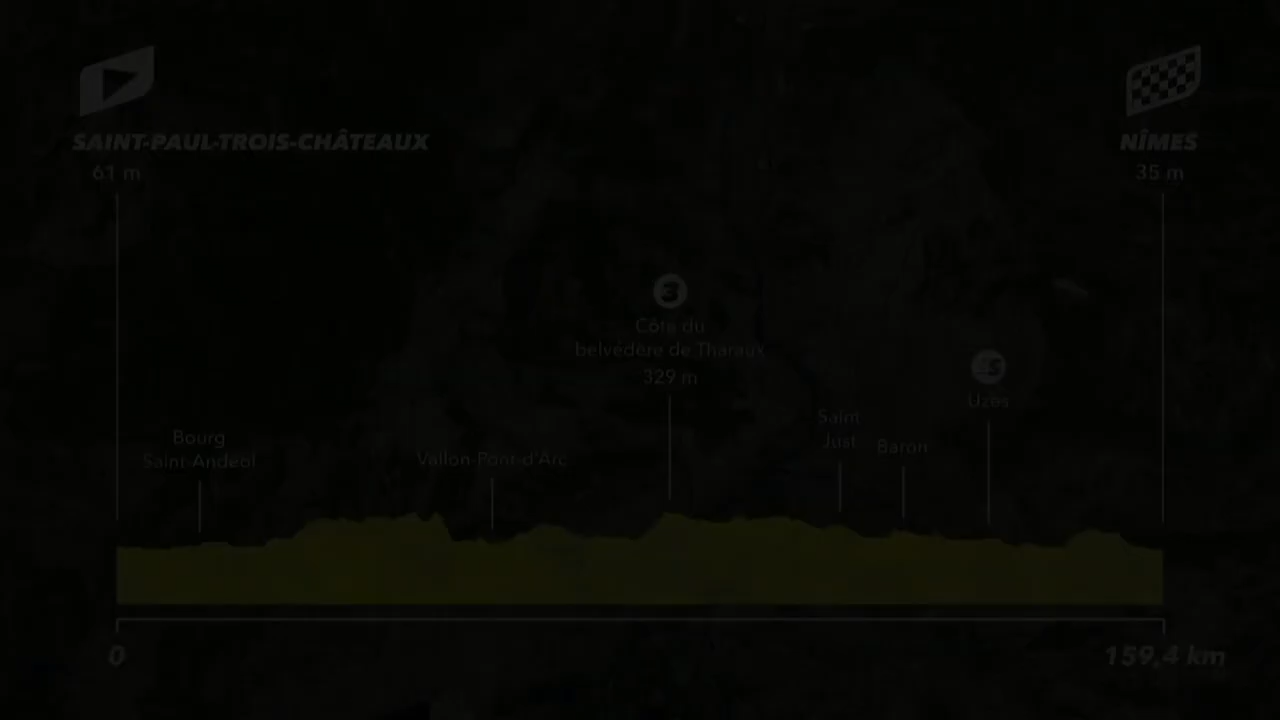 SAINT-PAUL-TROIS-CHÂTEAUX
61 m
NÎMES
35 m
3
Côte du
belvédère de Tharaux
329 m
S
Uzès
Saint
Just
Baron
Bourg
Saint-Andéol
Vallon-Pont-d'Arc
0
159,4 km